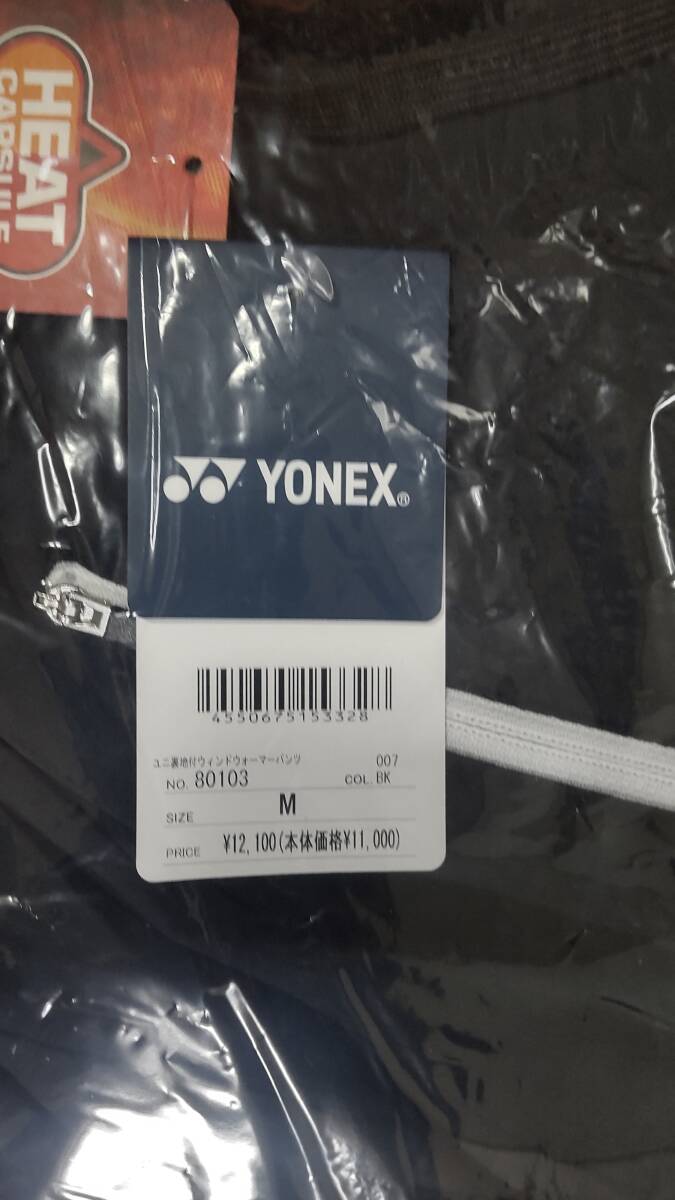 HEAT
CAPSULE
YONEX®
4550675153328
ユニ裏地付ウィンドウォーマーパンツ 007
NO. 80103 COL. BK
SIZE M
PRICE ¥12,100(本体価格¥11,000)